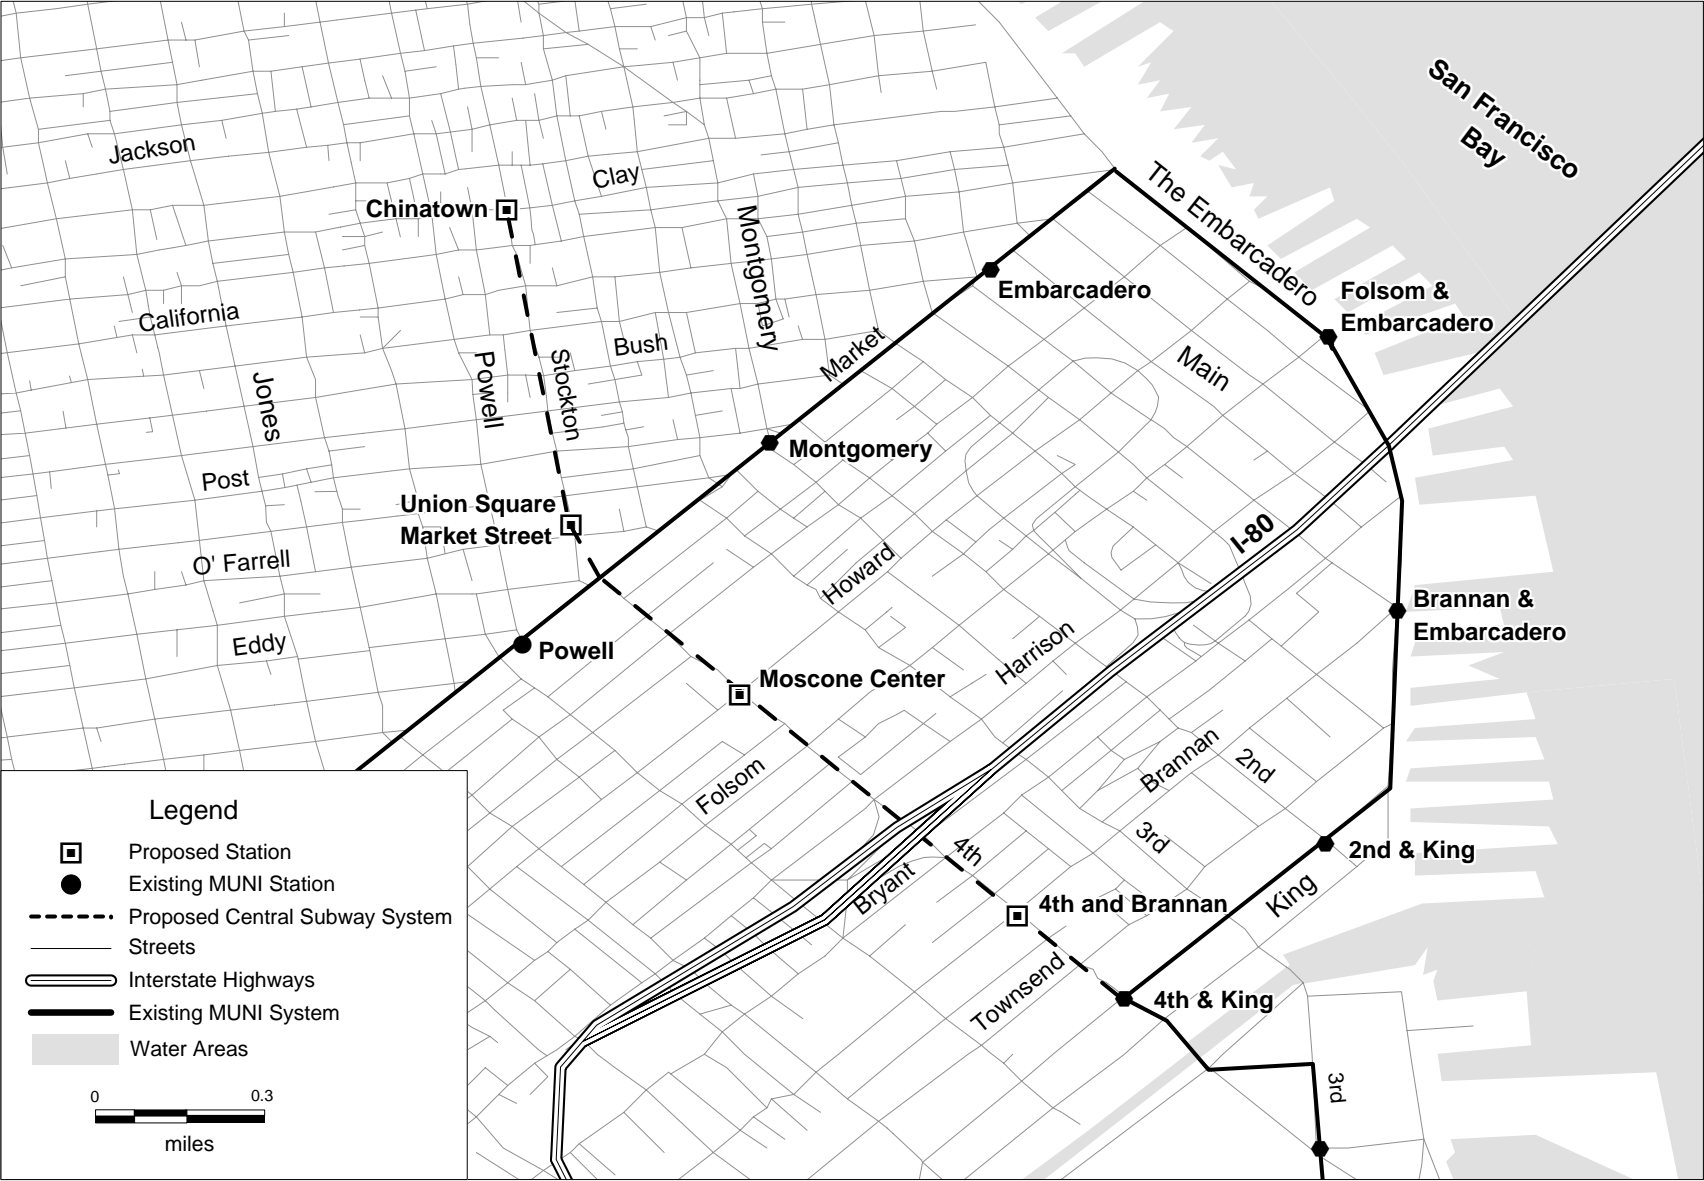 San Francisco
Bay
Jackson
Clay
Chinatown
The Embarcadero
Montgomery
Embarcadero
Folsom &
Embarcadero
California
Bush
Market
Powell
Stockton
Main
Jones
Montgomery
Post
Union Square
Market Street
I-80
O' Farrell
Howard
Brannan &
Embarcadero
Eddy
Powell
Harrison
Moscone Center
Folsom
Brannan
2nd
3rd
4th
2nd & King
Bryant
King
4th and Brannan
Townsend
4th & King
3rd
Legend
Proposed Station
Existing MUNI Station
Proposed Central Subway System
Streets
Interstate Highways
Existing MUNI System
Water Areas
0 0.3
miles